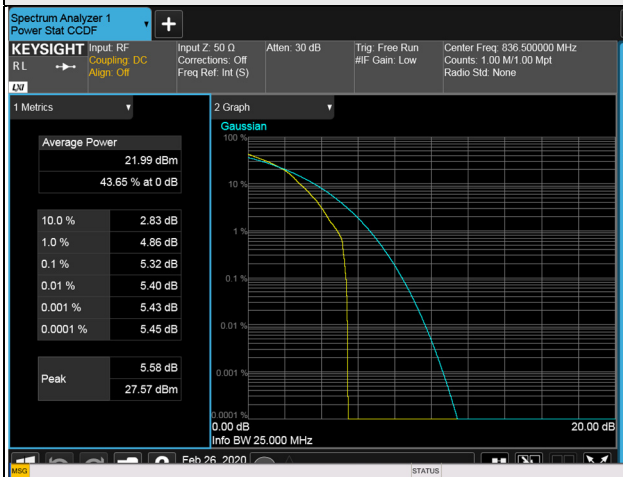 Spectrum Analyzer 1
Power Stat CCDF
KEYSIGHT
RL
LXI
Input: RF
Coupling: DC
Align: Off
Input Z: 50 Ω
Corrections: Off
Freq Ref: Int (S)
Atten: 30 dB
Trig: Free Run
#IF Gain: Low
Center Freq: 836.500000 MHz
Counts: 1.00 M/1.00 Mpt
Radio Std: None
1 Metrics
Average Power
21.99 dBm
43.65 % at 0 dB
10.0 % 2.83 dB
1.0 % 4.86 dB
0.1 % 5.32 dB
0.01 % 5.40 dB
0.001 % 5.43 dB
0.0001 % 5.45 dB
Peak 5.58 dB
27.57 dBm
2 Graph
Gaussian
100 %
10 %
1 %
0.1 %
0.01 %
0.001 %
0.0001 %
0.00 dB 20.00 dB
Info BW 25.000 MHz
Feb 26, 2020
MSG STATUS